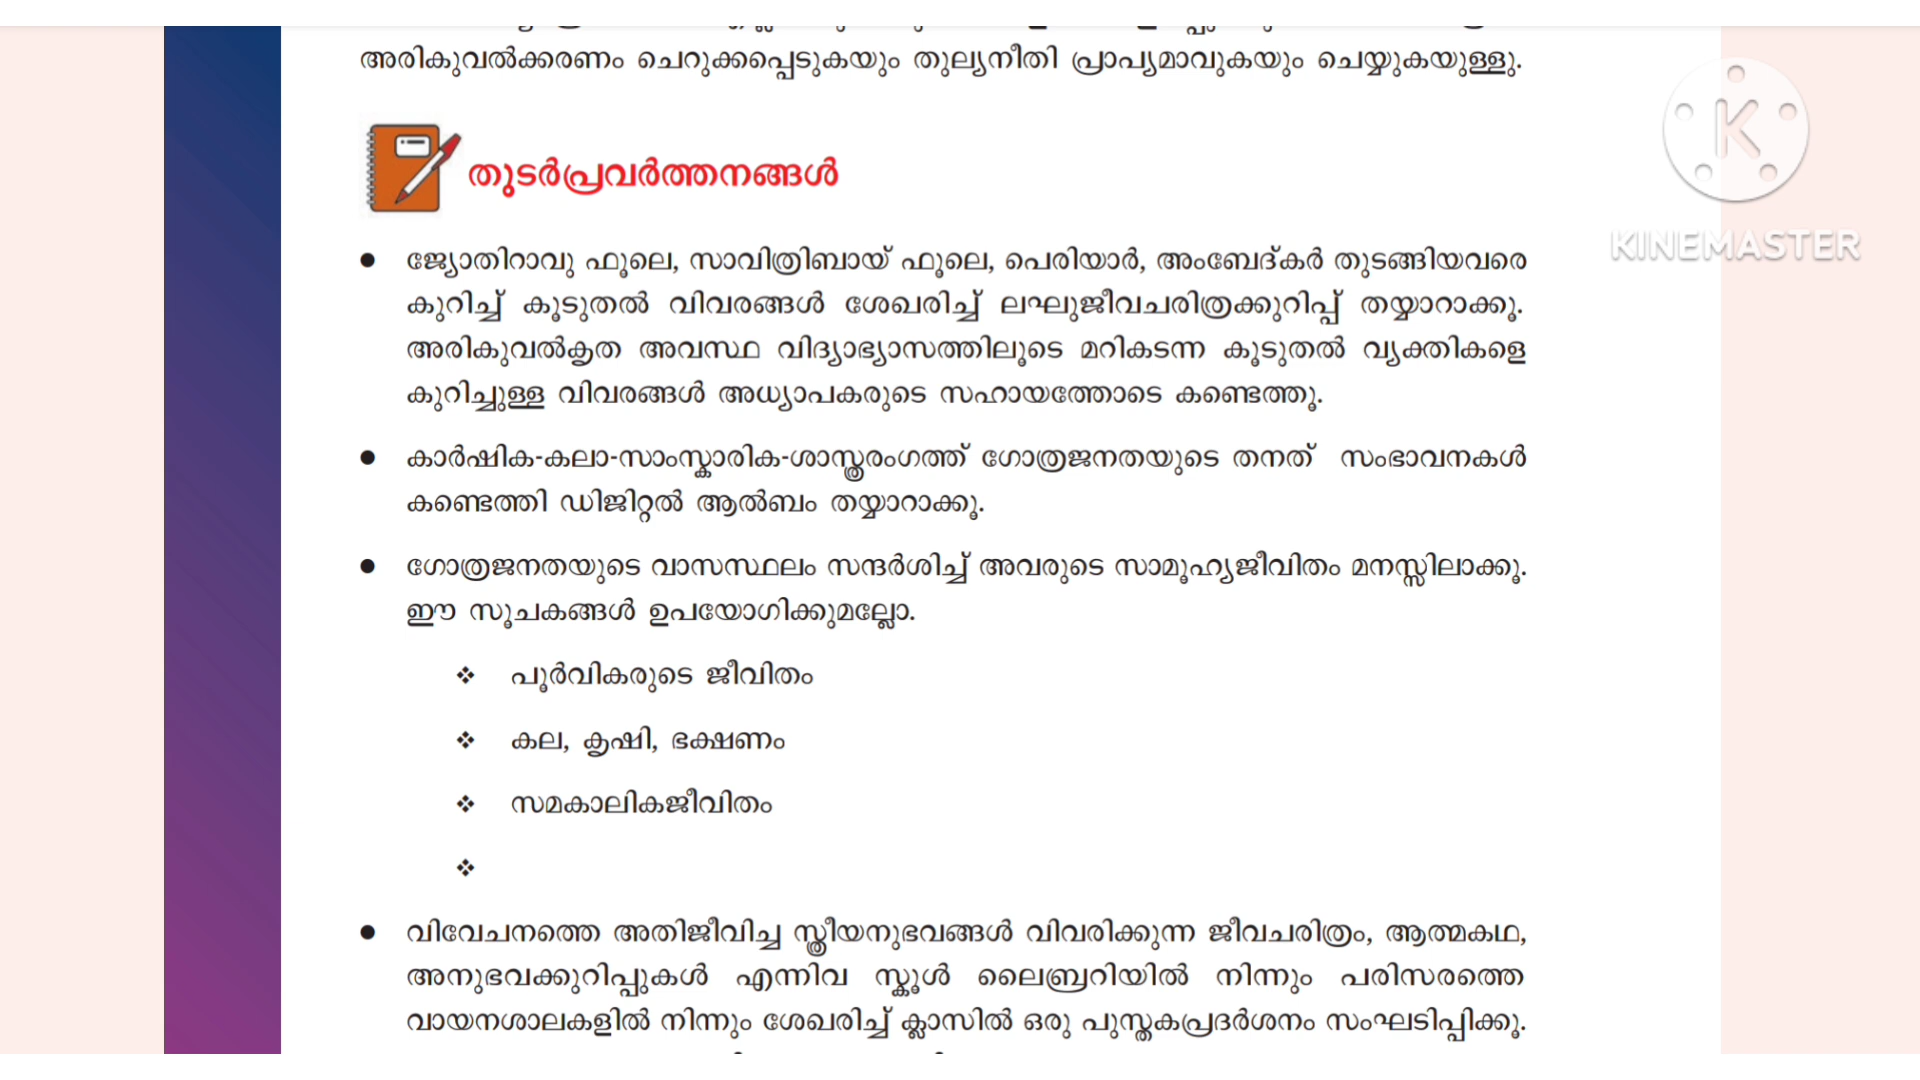 അരികുവൽക്കരണം ചെറുക്കപ്പെടുകയും തുല്യനീതി പ്രാപ്യമാവുകയും ചെയ്യുകയുള്ളു.
തുടർപ്രവർത്തനങ്ങൾ
KINEMASTER
● ജ്യോതിറാവു ഫൂലെ, സാവിത്രിബായ് ഫൂലെ, പെരിയാർ, അംബേദ്കർ തുടങ്ങിയവരെ
കുറിച്ച് കൂടുതൽ വിവരങ്ങൾ ശേഖരിച്ച് ലഘുജീവചരിത്രക്കുറിപ്പ് തയ്യാറാക്കൂ.
അരികുവൽകൃത അവസ്ഥ വിദ്യാഭ്യാസത്തിലൂടെ മറികടന്ന കൂടുതൽ വ്യക്തികളെ
കുറിച്ചുള്ള വിവരങ്ങൾ അധ്യാപകരുടെ സഹായത്തോടെ കണ്ടെത്തൂ.
● കാർഷിക-കലാ-സാംസ്കാരിക-ശാസ്ത്രരംഗത്ത് ഗോത്രജനതയുടെ തനത് സംഭാവനകൾ
കണ്ടെത്തി ഡിജിറ്റൽ ആൽബം തയ്യാറാക്കൂ.
● ഗോത്രജനതയുടെ വാസസ്ഥലം സന്ദർശിച്ച് അവരുടെ സാമൂഹ്യജീവിതം മനസ്സിലാക്കൂ.
ഈ സൂചകങ്ങൾ ഉപയോഗിക്കുമല്ലോ.
❖ പൂർവികരുടെ ജീവിതം
❖ കല, കൃഷി, ഭക്ഷണം
❖ സമകാലികജീവിതം
❖
● വിവേചനത്തെ അതിജീവിച്ച സ്ത്രീയനുഭവങ്ങൾ വിവരിക്കുന്ന ജീവചരിത്രം, ആത്മകഥ,
അനുഭവക്കുറിപ്പുകൾ എന്നിവ സ്കൂൾ ലൈബ്രറിയിൽ നിന്നും പരിസരത്തെ
വായനശാലകളിൽ നിന്നും ശേഖരിച്ച് ക്ലാസിൽ ഒരു പുസ്തകപ്രദർശനം സംഘടിപ്പിക്കൂ.